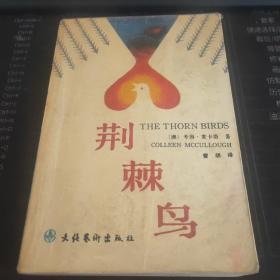 THE THORN BIRDS
[澳] 考琳·麦卡洛 著
COLLEEN MCCULLOUGH
曾胡 译
荆
棘
鸟
文化艺术出版社